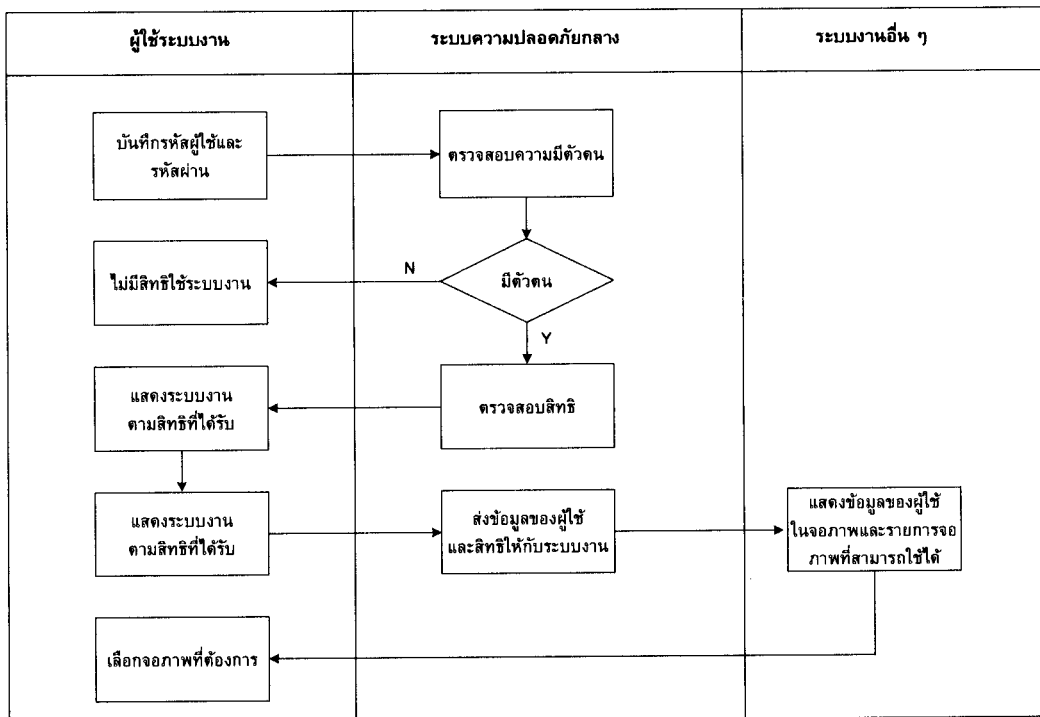 ผู้ใช้ระบบงาน
ระบบความปลอดภัยกลาง
ระบบงานอื่น ๆ
บันทึกรหัสผู้ใช้และ
รหัสผ่าน
ตรวจสอบความมีตัวตน
ไม่มีสิทธิใช้ระบบงาน
N
มีตัวตน
Y
แสดงระบบงาน
ตามสิทธิที่ได้รับ
ตรวจสอบสิทธิ
แสดงระบบงาน
ตามสิทธิที่ได้รับ
ส่งข้อมูลของผู้ใช้
และสิทธิให้กับระบบงาน
แสดงข้อมูลของผู้ใช้
ในจอภาพและรายการจอ
ภาพที่สามารถใช้ได้
เลือกจอภาพที่ต้องการ